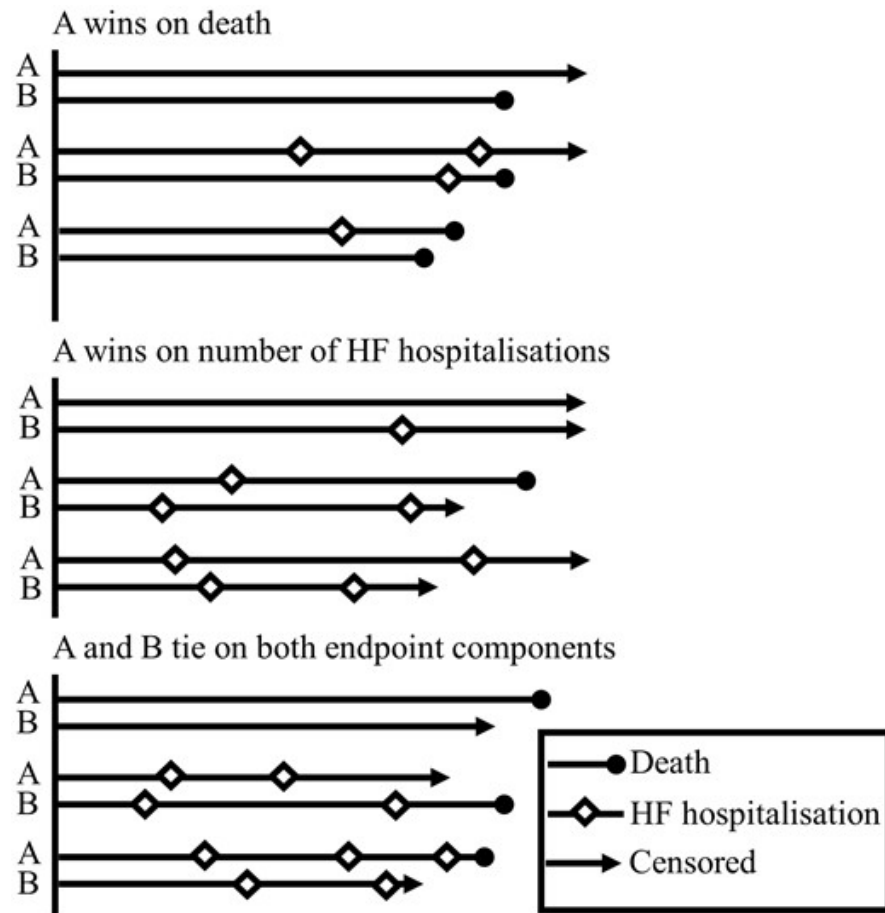 A wins on death
A
B
A
B
A
B
A wins on number of HF hospitalisations
A
B
A
B
A
B
A and B tie on both endpoint components
A
B
A
B
A
B
Death
HF hospitalisation
Censored